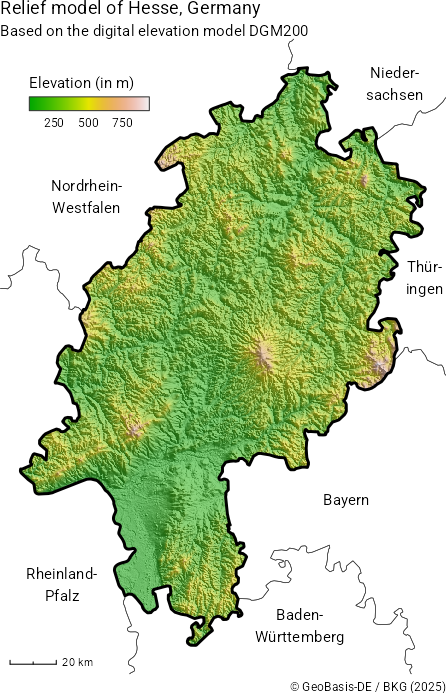 Relief model of Hesse, Germany
Based on the digital elevation model DGM200
Elevation (in m)
250 500 750
Nieder-
sachsen
Nordrhein-
Westfalen
Thür-
ingen
Bayern
Rheinland-
Pfalz
Baden-
Württemberg
20 km
© GeoBasis-DE / BKG (2025)